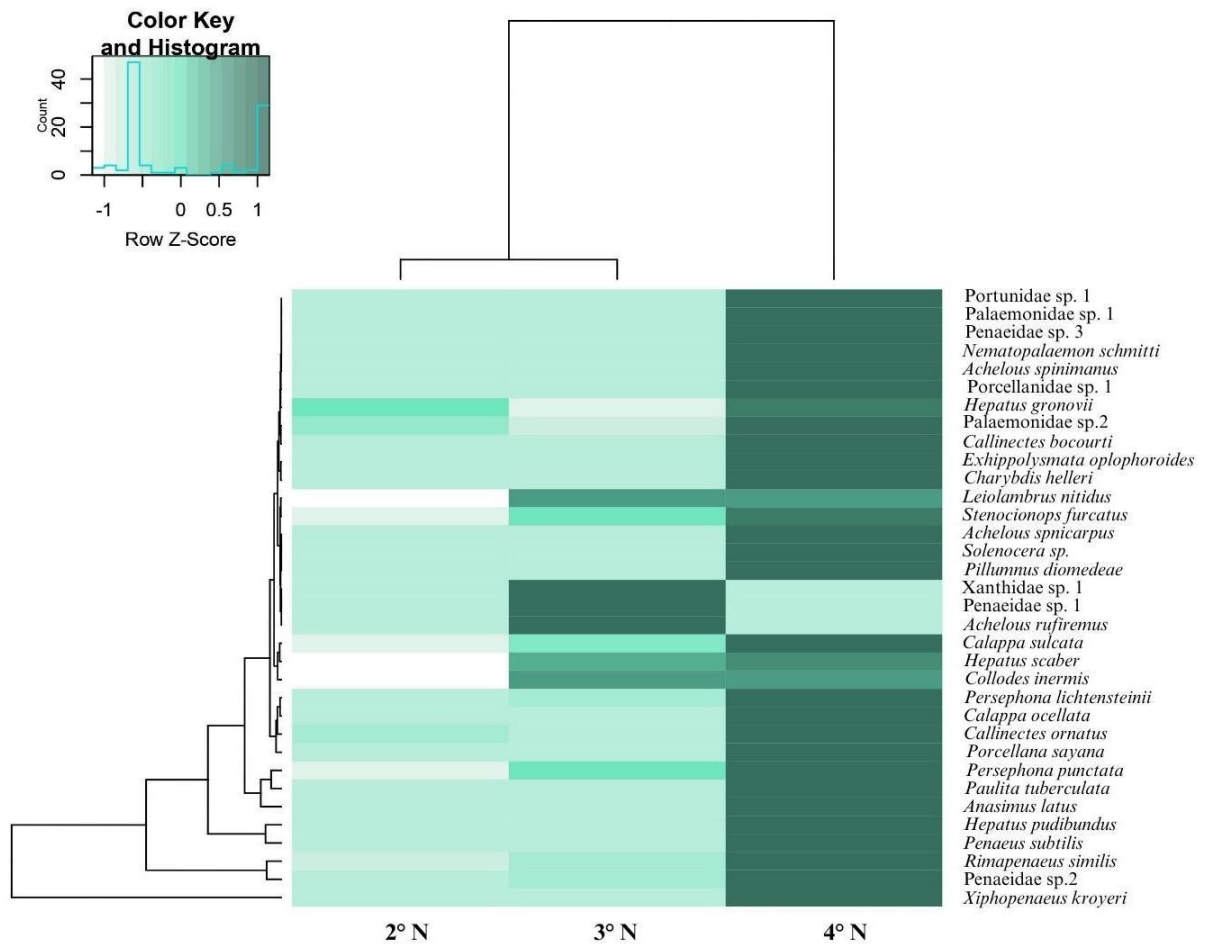 Color Key
and Histogram
Count
0
20
40
-1
0
0.5
1
Row Z-Score
Portunidae sp. 1
Palaemonidae sp. 1
Penaeidae sp. 3
Nematopalaemon schmitti
Achelous spinimanus
Porcellanidae sp. 1
Hepatus gronovii
Palaemonidae sp.2
Callinectes bocourti
Exhippolysmata oplophoroides
Charybdis helleri
Leiolambrus nitidus
Stenocionops furcatus
Achelous spnicarpus
Solenocera sp.
Pillumnus diomedeae
Xanthidae sp. 1
Penaeidae sp. 1
Achelous rufiremus
Calappa sulcata
Hepatus scaber
Collodes inermis
Persephona lichtensteinii
Calappa ocellata
Callinectes ornatus
Porcellana sayana
Persephona punctata
Paulita tuberculata
Anasimus latus
Hepatus pudibundus
Penaeus subtilis
Rimapenaeus similis
Penaeidae sp.2
Xiphopenaeus kroyeri
2° N
3° N
4° N